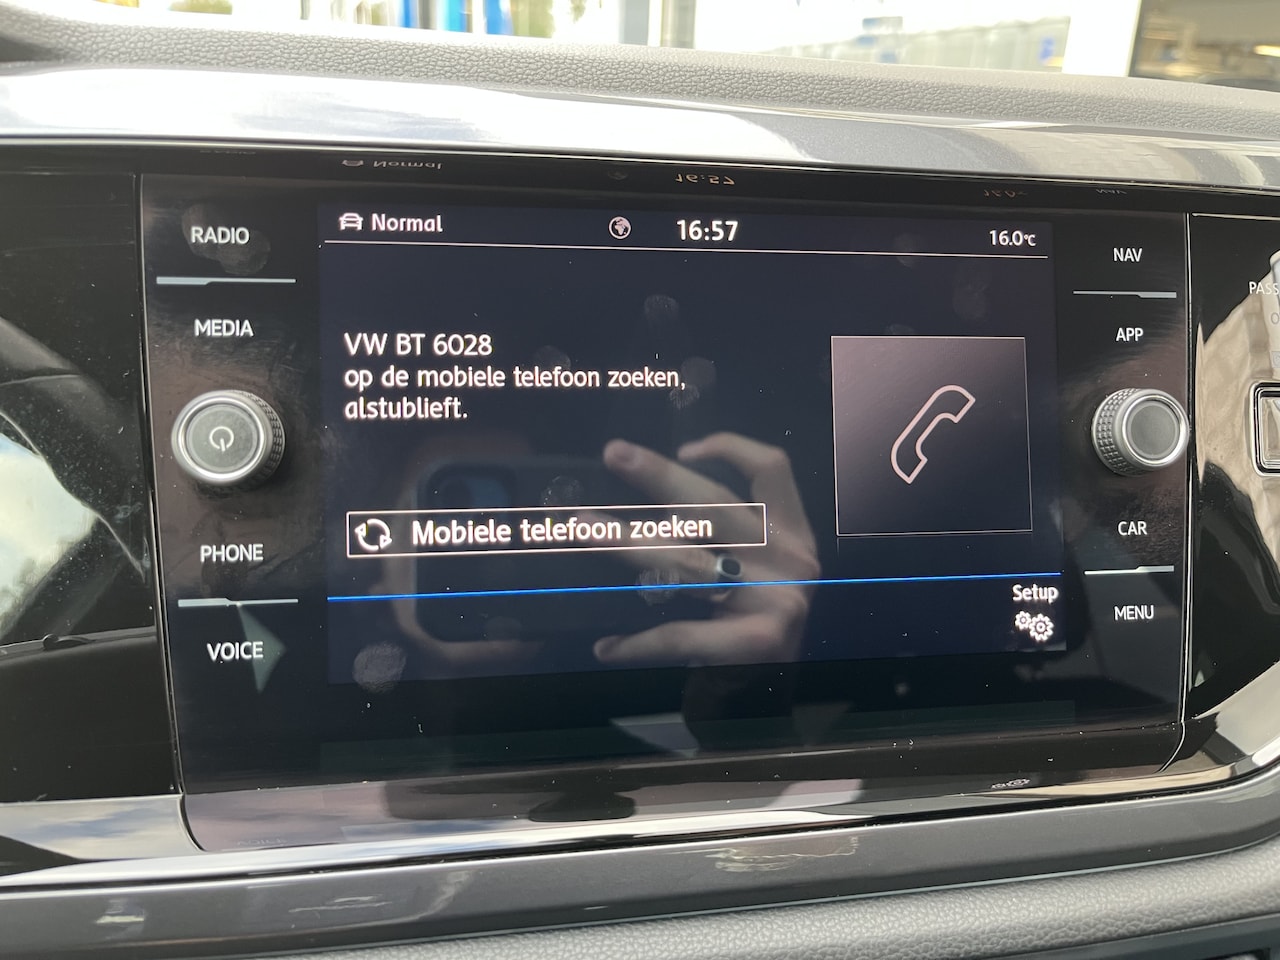 RADIO
MEDIA
PHONE
VOICE
Normal
16:57
16.0°C
VW BT 6028
op de mobiele telefoon zoeken,
alstublieft.
Mobiele telefoon zoeken
Setup
NAV
APP
CAR
MENU
PASS